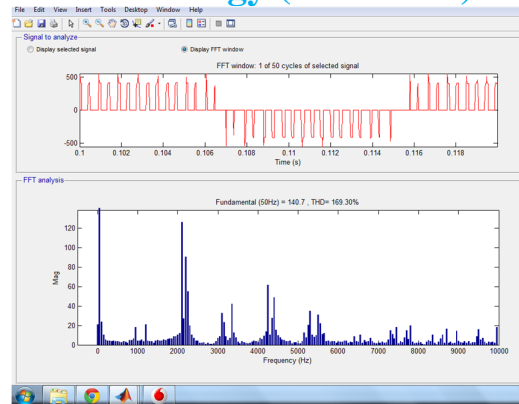 File Edit View Insert Tools Desktop Window Help
Signal to analyze
Display selected signal Display FFT window
FFT window: 1 of 50 cycles of selected signal
500
0
-500
0.1 0.102 0.104 0.106 0.108 0.11 0.112 0.114 0.116 0.118
Time (s)
FFT analysis
Fundamental (50Hz) = 140.7 , THD= 169.30%
120
100
80
60
40
20
0
Mag
0 1000 2000 3000 4000 5000 6000 7000 8000 9000 10000
Frequency (Hz)